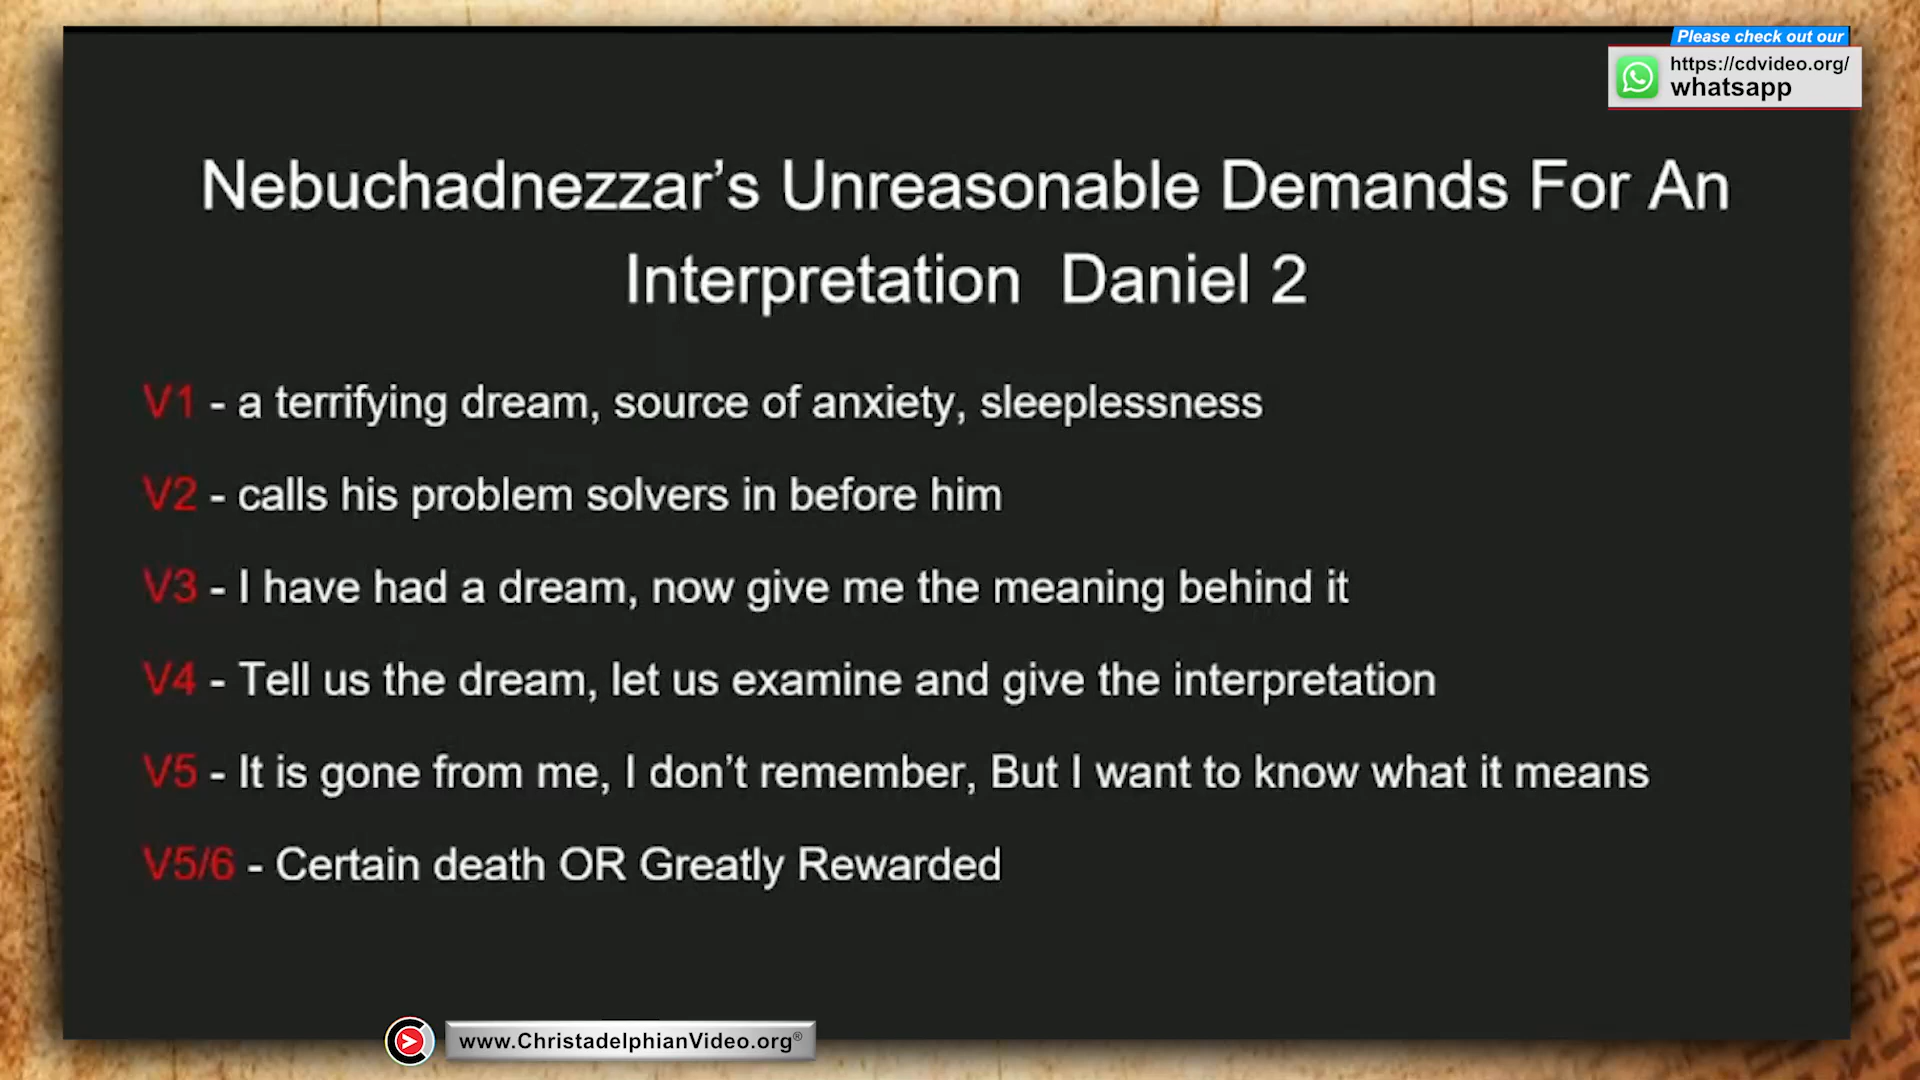 Please check out our
https://cdvideo.org/
whatsapp
Nebuchadnezzar’s Unreasonable Demands For An
Interpretation  Daniel 2
V1 - a terrifying dream, source of anxiety, sleeplessness
V2 - calls his problem solvers in before him
V3 - I have had a dream, now give me the meaning behind it
V4 - Tell us the dream, let us examine and give the interpretation
V5 - It is gone from me, I don’t remember, But I want to know what it means
V5/6 - Certain death OR Greatly Rewarded
www.ChristadelphianVideo.org®